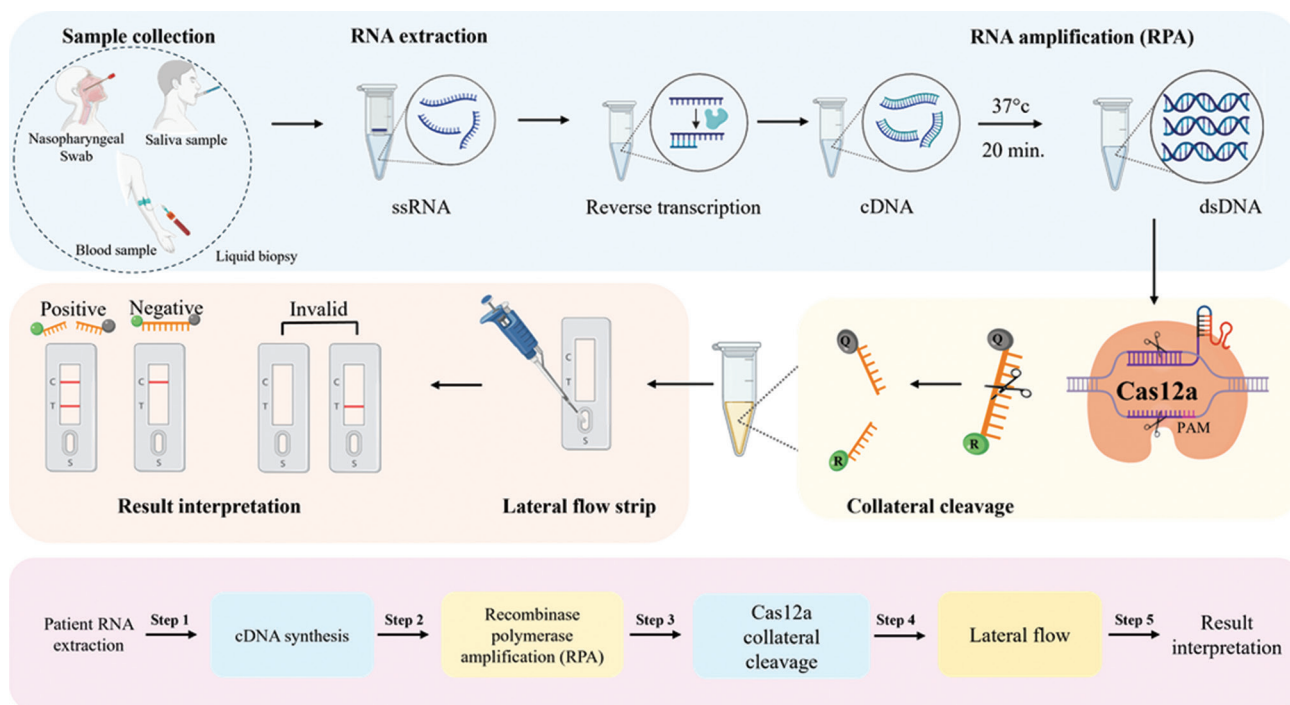 Sample collection
RNA extraction
RNA amplification (RPA)
Nasopharyngeal
Swab
Saliva sample
Blood sample
Liquid biopsy
ssRNA
Reverse transcription
cDNA
37°c
20 min.
dsDNA
Positive
Negative
Invalid
C
T
S
C
T
S
C
T
S
C
T
S
Result interpretation
C
T
S
Lateral flow strip
Q
R
Q
R
Collateral cleavage
Cas12a
PAM
Patient RNA
extraction
Step 1
cDNA synthesis
Step 2
Recombinase
polymerase
amplification (RPA)
Step 3
Cas12a
collateral
cleavage
Step 4
Lateral flow
Step 5
Result
interpretation